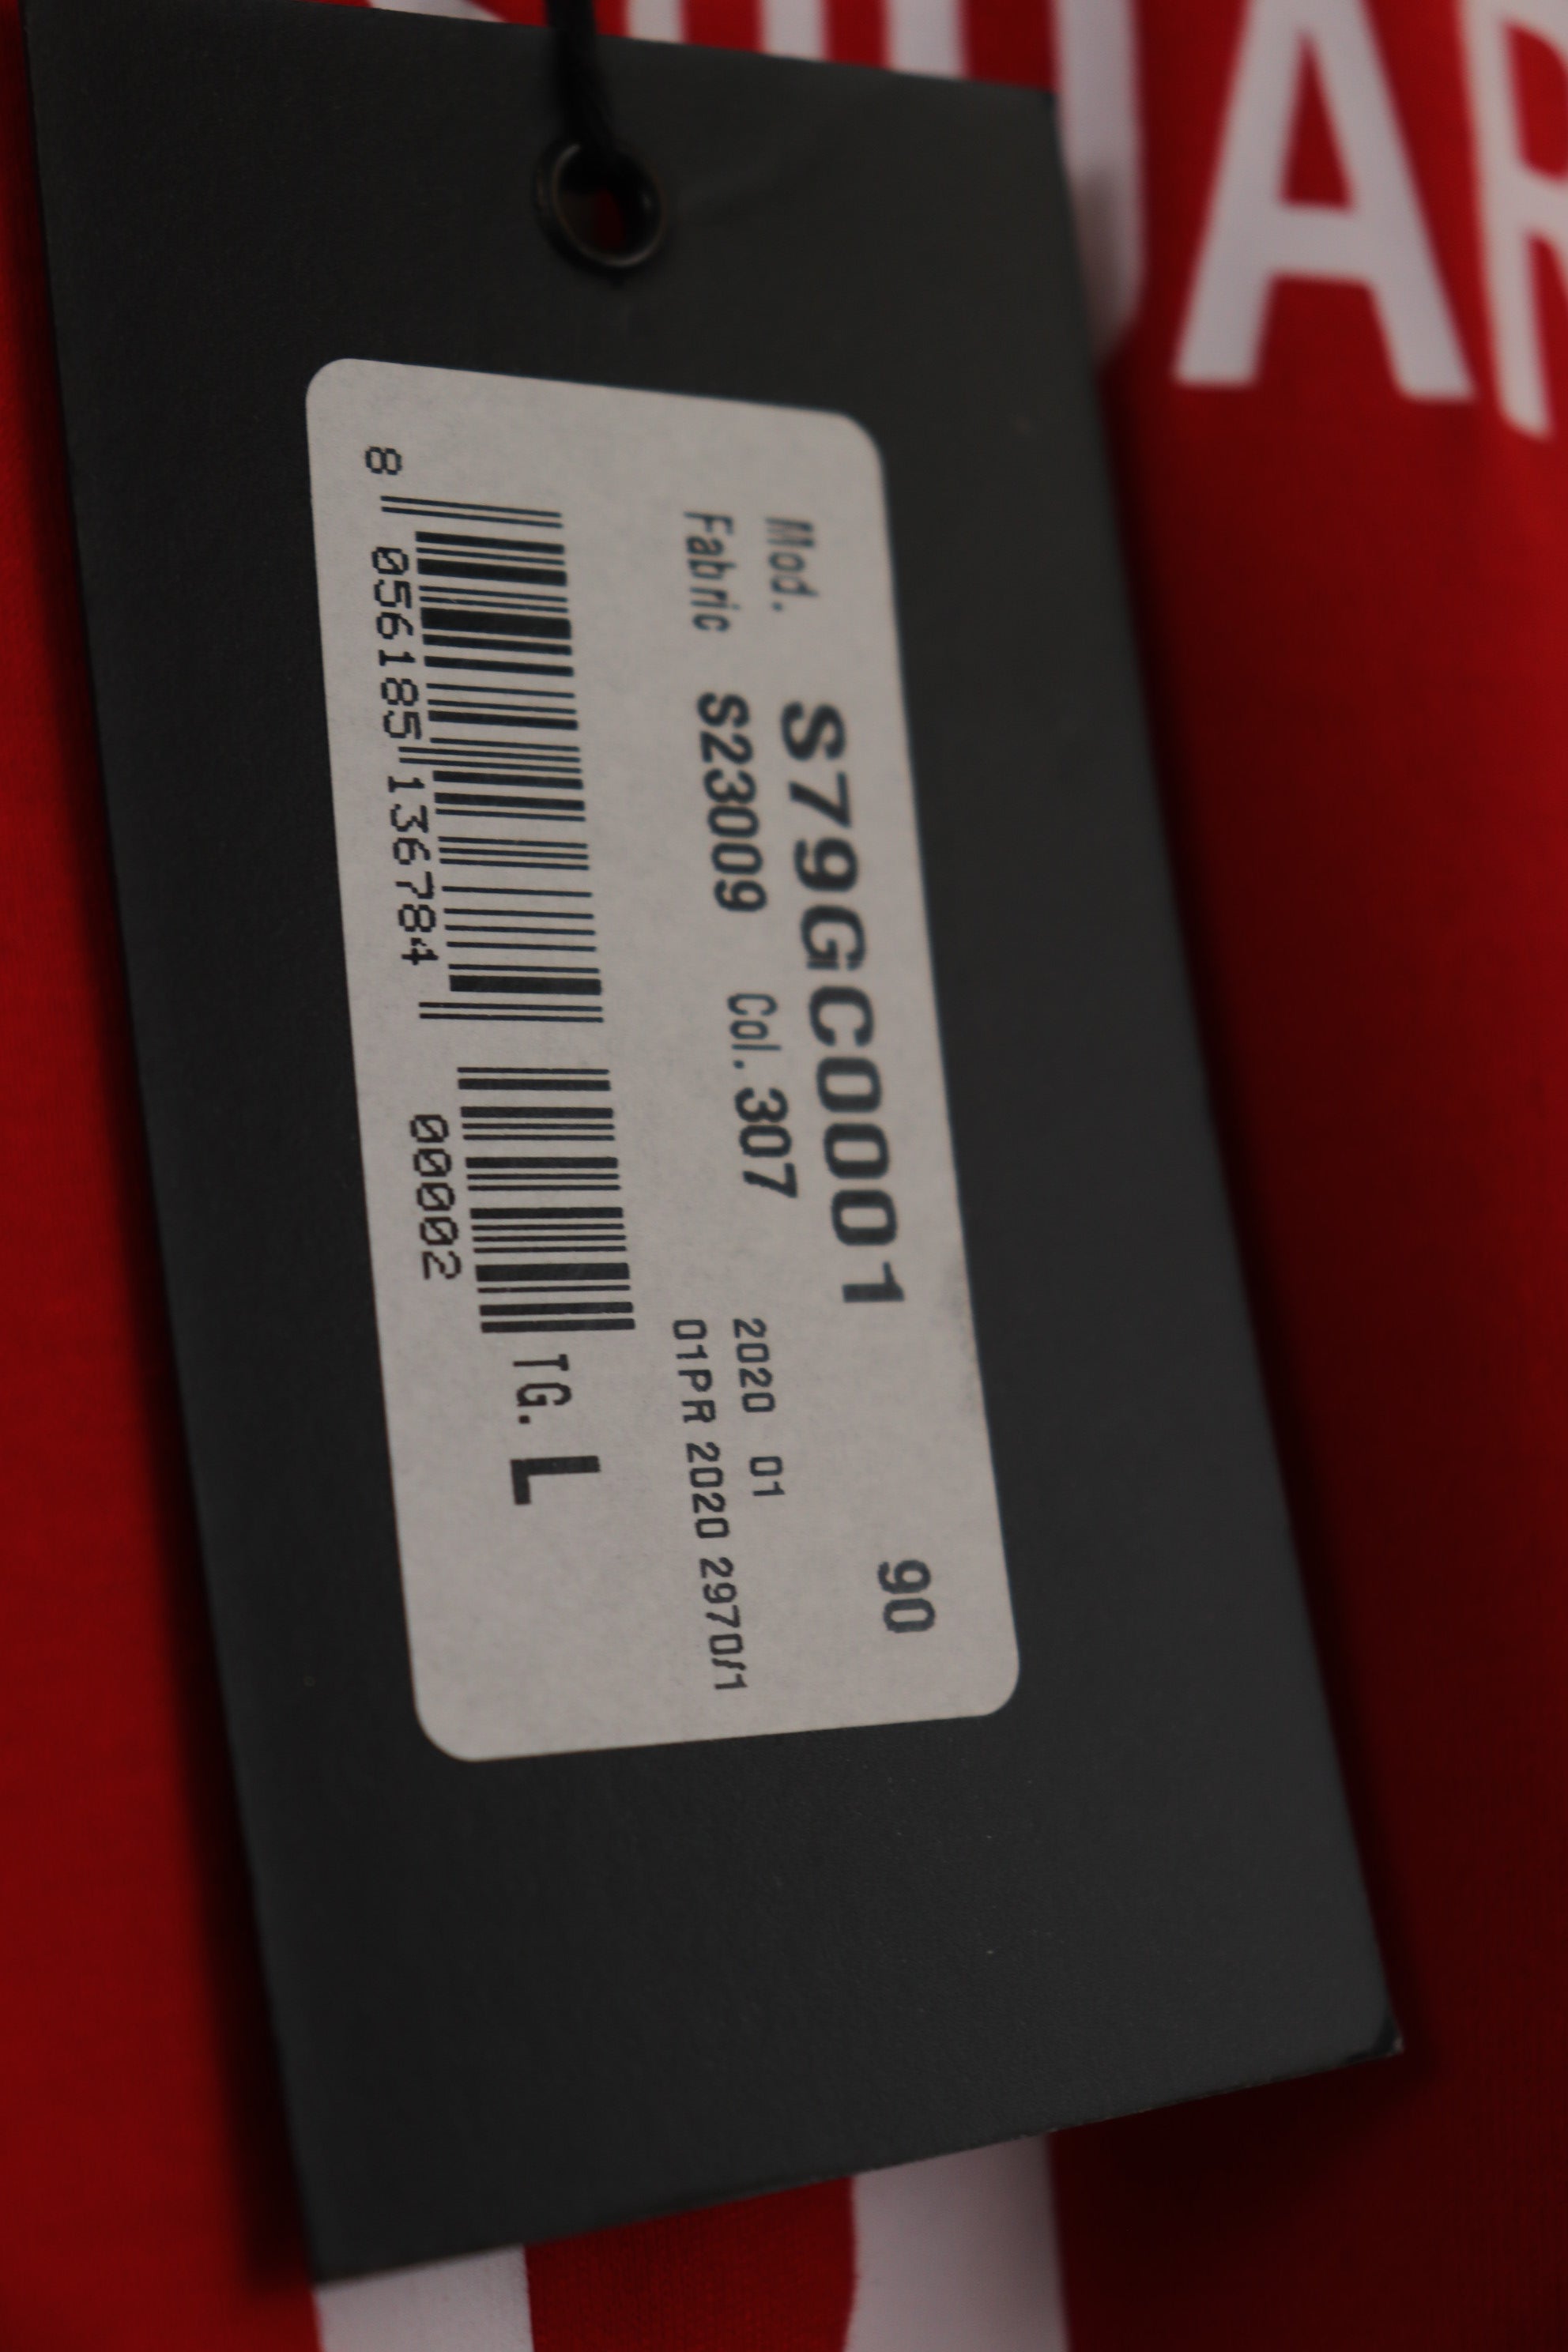 Mod. S79GC0001 90
Fabric S23009 Col. 307 2020 01
01PR 2020 2970/1
8 056185 136784 00002 TG. L